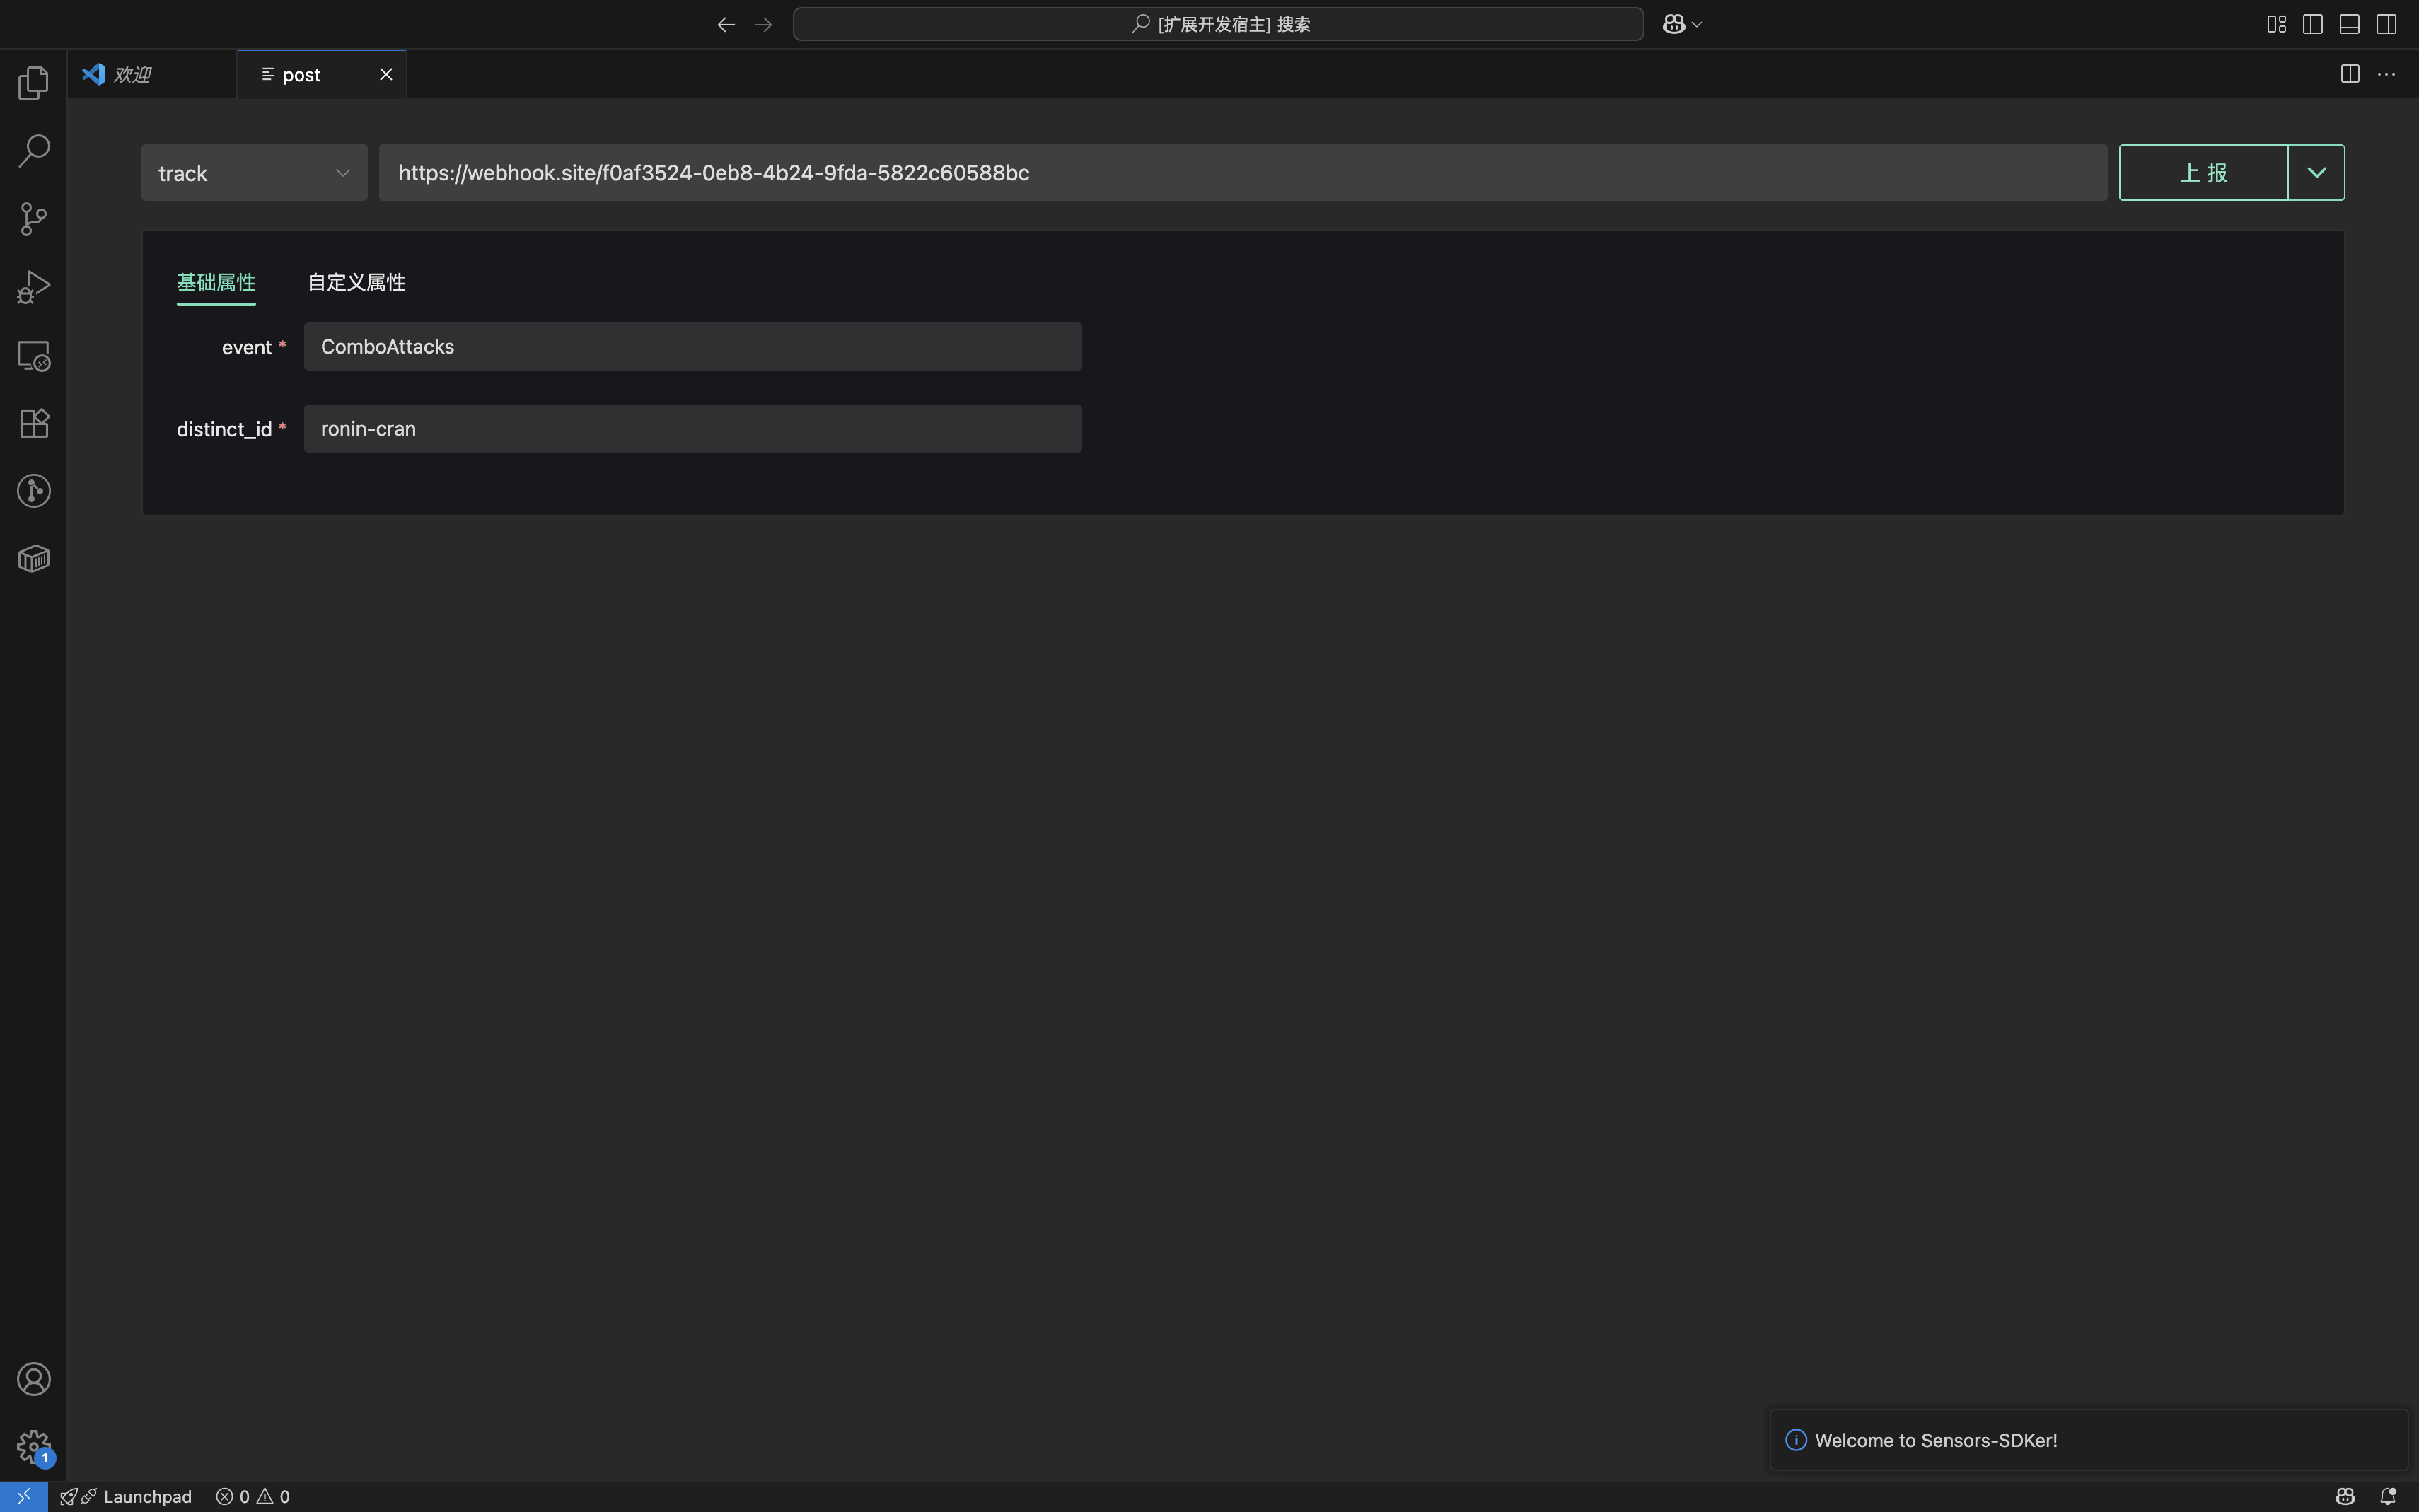 [扩展开发宿主] 搜索
欢迎
post
track
https://webhook.site/f0af3524-0eb8-4b24-9fda-5822c60588bc
上报
基础属性 自定义属性
event *
ComboAttacks
distinct_id *
ronin-cran
Welcome to Sensors-SDKer!
1
Launchpad
0
0